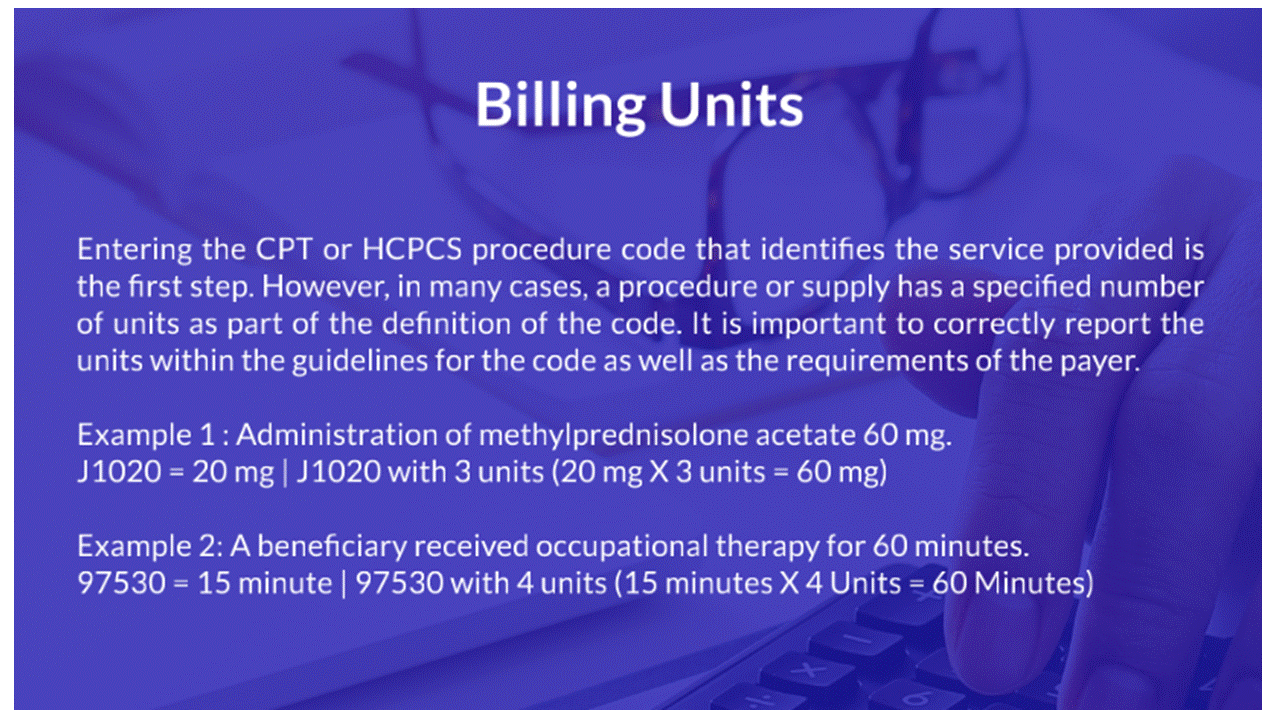 Billing Units
Entering the CPT or HCPCS procedure code that identifies the service provided is
the first step. However, in many cases, a procedure or supply has a specified number
of units as part of the definition of the code. It is important to correctly report the
units within the guidelines for the code as well as the requirements of the payer.
Example 1 : Administration of methylprednisolone acetate 60 mg.
J1020 = 20 mg | J1020 with 3 units (20 mg X 3 units = 60 mg)
Example 2: A beneficiary received occupational therapy for 60 minutes.
97530 = 15 minute | 97530 with 4 units (15 minutes X 4 Units = 60 Minutes)